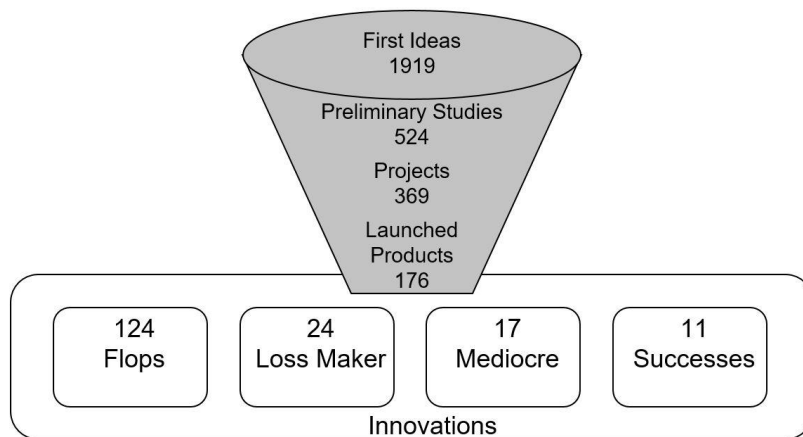 First Ideas
1919
Preliminary Studies
524
Projects
369
Launched
Products
176
124
Flops
24
Loss Maker
17
Mediocre
11
Successes
Innovations